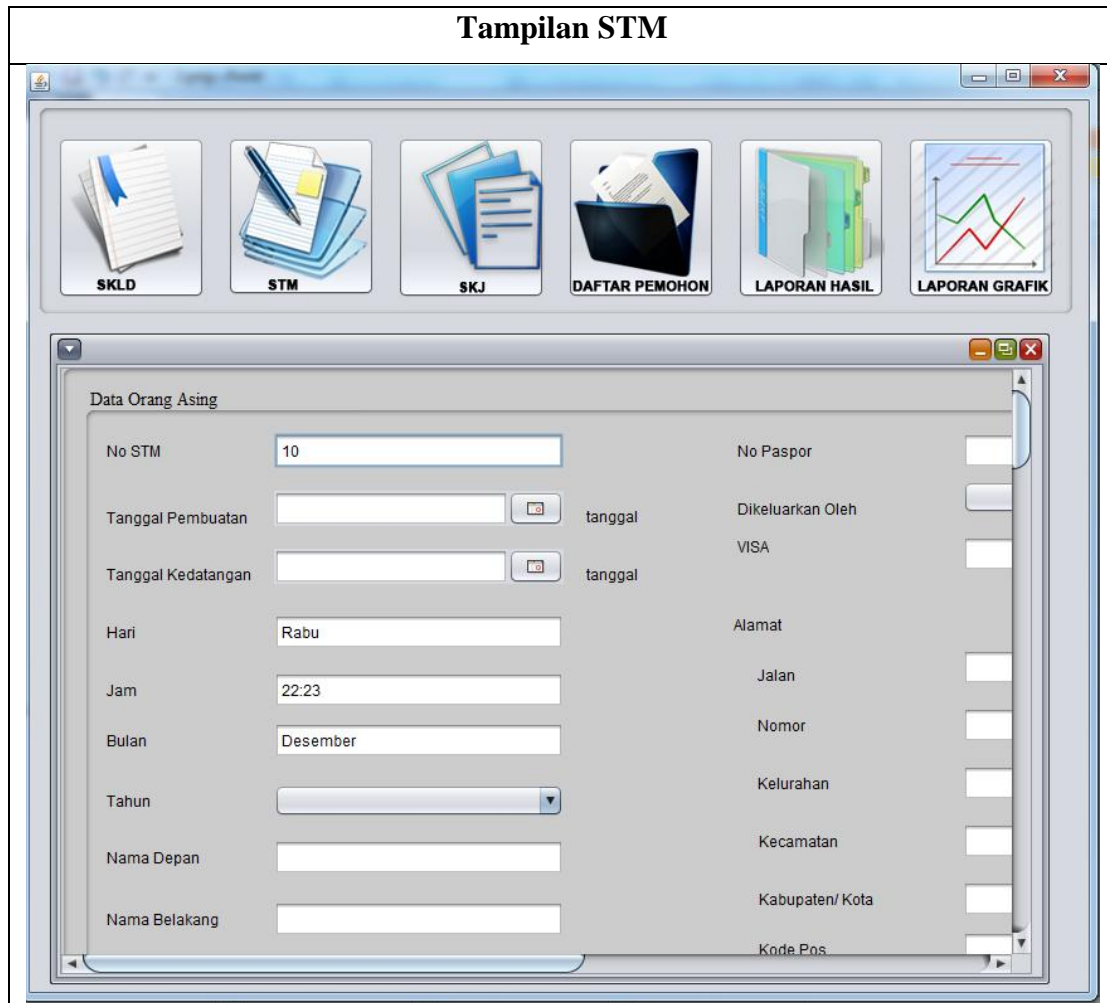 Tampilan STM
SKLD
STM
SKJ
DAFTAR PEMOHON
LAPORAN HASIL
LAPORAN GRAFIK
Data Orang Asing
No STM
10
Tanggal Pembuatan
tanggal
Tanggal Kedatangan
tanggal
Hari
Rabu
Jam
22:23
Bulan
Desember
Tahun
Nama Depan
Nama Belakang
No Paspor
Dikeluarkan Oleh
VISA
Alamat
Jalan
Nomor
Kelurahan
Kecamatan
Kabupaten/ Kota
Kode Pos